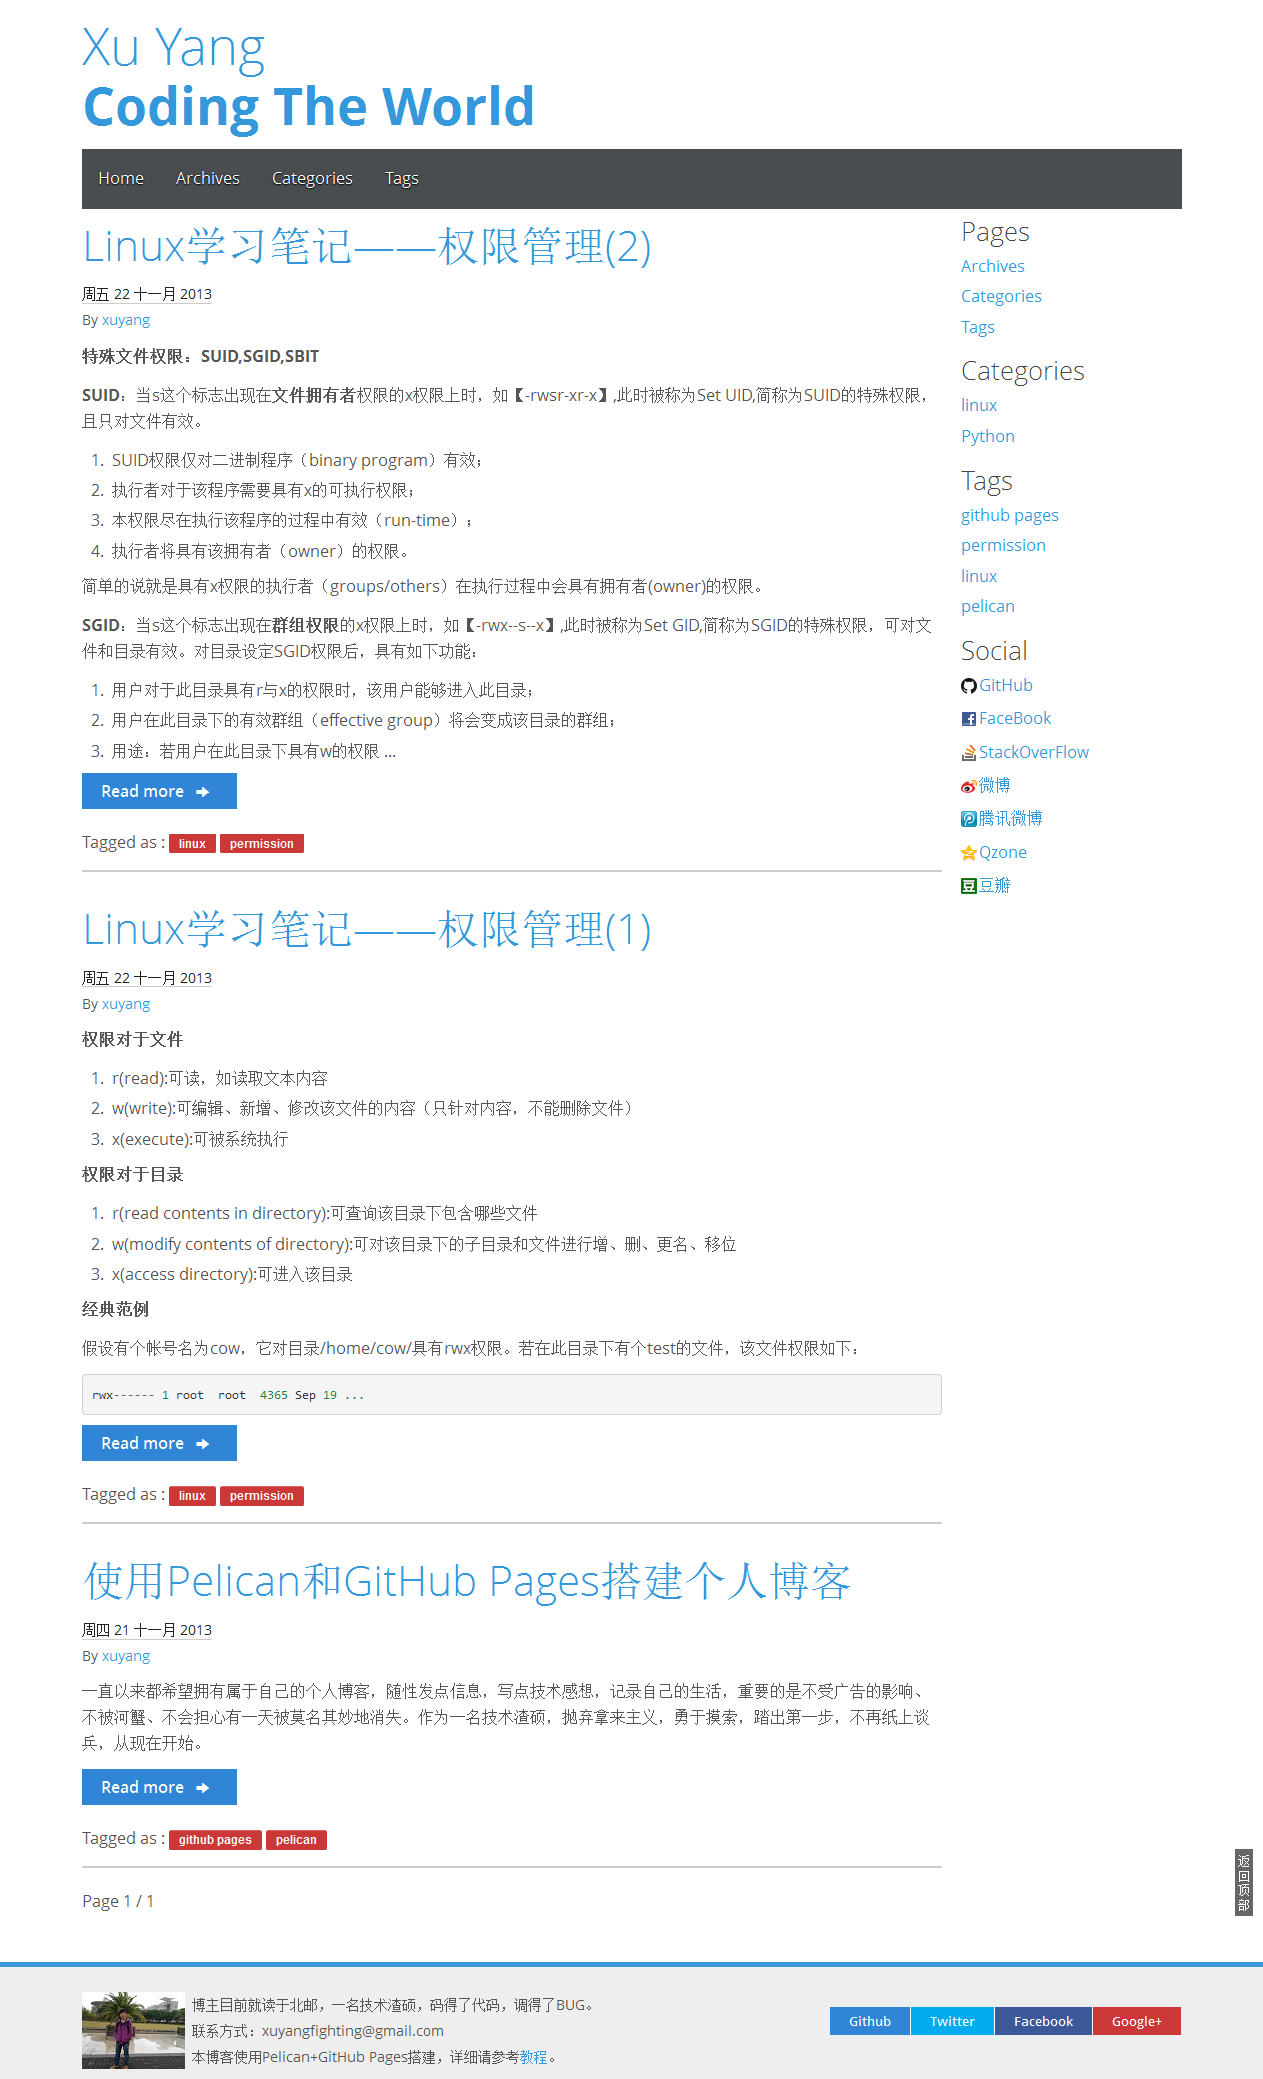 Xu Yang
Coding The World
Home Archives Categories Tags
Linux学习笔记——权限管理(2)
周五 22 十一月 2013
By xuyang
特殊文件权限：SUID,SGID,SBIT
SUID：当s这个标志出现在文件拥有者权限的x权限上时，如【-rwsr-xr-x】,此时被称为Set UID,简称为SUID的特殊权限，
且只对文件有效。
1. SUID权限仅对二进制程序（binary program）有效；
2. 执行者对于该程序需要具有x的可执行权限；
3. 本权限尽在执行该程序的过程中有效（run-time）；
4. 执行者将具有该拥有者（owner）的权限。
简单的说就是具有x权限的执行者（groups/others）在执行过程中会具有拥有者(owner)的权限。
SGID：当s这个标志出现在群组权限的x权限上时，如【-rwx--s--x】,此时被称为Set GID,简称为SGID的特殊权限，可对文
件和目录有效。对目录设定SGID权限后，具有如下功能：
1. 用户对于此目录具有r与x的权限时，该用户能够进入此目录；
2. 用户在此目录下的有效群组（effective group）将会变成该目录的群组；
3. 用途：若用户在此目录下具有w的权限 ...
Read more
Tagged as : linux permission
Linux学习笔记——权限管理(1)
周五 22 十一月 2013
By xuyang
权限对于文件
1. r(read):可读，如读取文本内容
2. w(write):可编辑、新增、修改该文件的内容（只针对内容，不能删除文件）
3. x(execute):可被系统执行
权限对于目录
1. r(read contents in directory):可查询该目录下包含哪些文件
2. w(modify contents of directory):可对该目录下的子目录和文件进行增、删、更名、移位
3. x(access directory):可进入该目录
经典范例
假设有个帐号名为cow，它对目录/home/cow/具有rwx权限。若在此目录下有个test的文件，该文件权限如下：
rwx------ 1 root  root  4365 Sep 19 ...
Read more
Tagged as : linux permission
使用Pelican和GitHub Pages搭建个人博客
周四 21 十一月 2013
By xuyang
一直以来都希望拥有属于自己的个人博客，随性发点信息，写点技术感想，记录自己的生活，重要的是不受广告的影响、
不被河蟹、不会担心有一天被莫名其妙地消失。作为一名技术渣硕，抛弃拿来主义，勇于摸索，踏出第一步，不再纸上谈
兵，从现在开始。
Read more
Tagged as : github pages pelican
Page 1 / 1
Pages
Archives
Categories
Tags
Categories
linux
Python
Tags
github pages
permission
linux
pelican
Social
GitHub
FaceBook
StackOverFlow
微博
腾讯微博
Qzone
豆 豆瓣
返
回
顶
部
博主目前就读于北邮，一名技术渣硕，码得了代码，调得了BUG。
联系方式：xuyangfighting@gmail.com
本博客使用Pelican+GitHub Pages搭建，详细请参考教程。
Github Twitter Facebook Google+